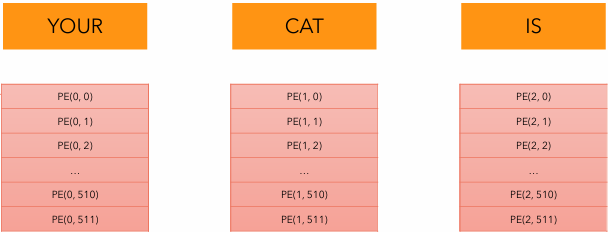 YOUR CAT IS
PE(0, 0) PE(1, 0) PE(2, 0)
PE(0, 1) PE(1, 1) PE(2, 1)
PE(0, 2) PE(1, 2) PE(2, 2)
... ... ...
PE(0, 510) PE(1, 510) PE(2, 510)
PE(0, 511) PE(1, 511) PE(2, 511)